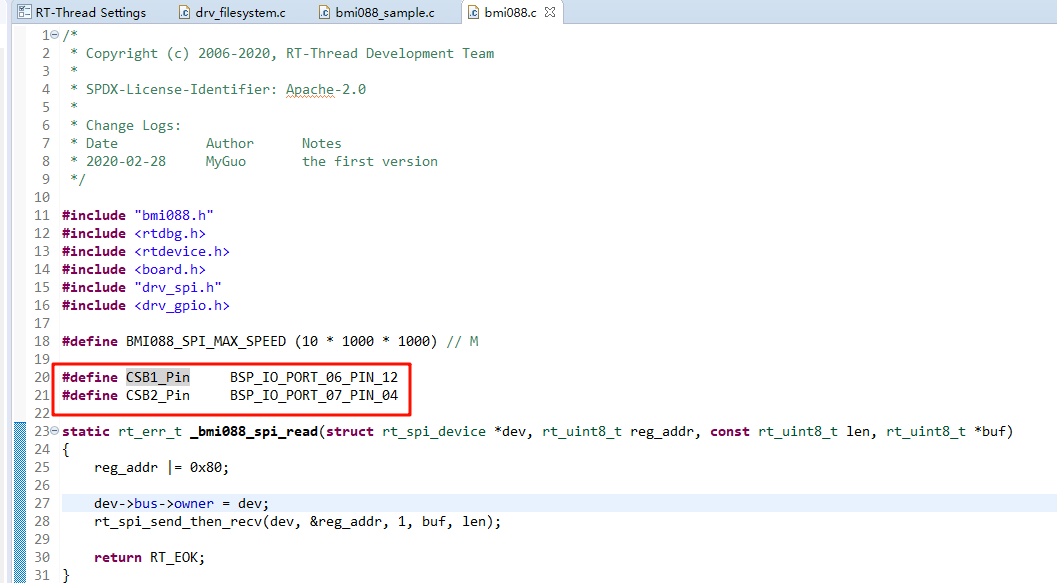 RT-Thread Settings drv_filesystem.c bmi088_sample.c bmi088.c
1 /*
2 * Copyright (c) 2006-2020, RT-Thread Development Team
3 *
4 * SPDX-License-Identifier: Apache-2.0
5 *
6 * Change Logs:
7 * Date Author Notes
8 * 2020-02-28 MyGuo the first version
9 */
10
11 #include "bmi088.h"
12 #include <rtdbg.h>
13 #include <rtdevice.h>
14 #include <board.h>
15 #include "drv_spi.h"
16 #include <drv_gpio.h>
17
18 #define BMI088_SPI_MAX_SPEED (10 * 1000 * 1000) // M
19
20 #define CSB1_Pin BSP_IO_PORT_06_PIN_12
21 #define CSB2_Pin BSP_IO_PORT_07_PIN_04
22
23 static rt_err_t _bmi088_spi_read(struct rt_spi_device *dev, rt_uint8_t reg_addr, const rt_uint8_t len, rt_uint8_t *buf)
24 {
25 reg_addr |= 0x80;
26
27 dev->bus->owner = dev;
28 rt_spi_send_then_recv(dev, &reg_addr, 1, buf, len);
29
30 return RT_EOK;
31 }